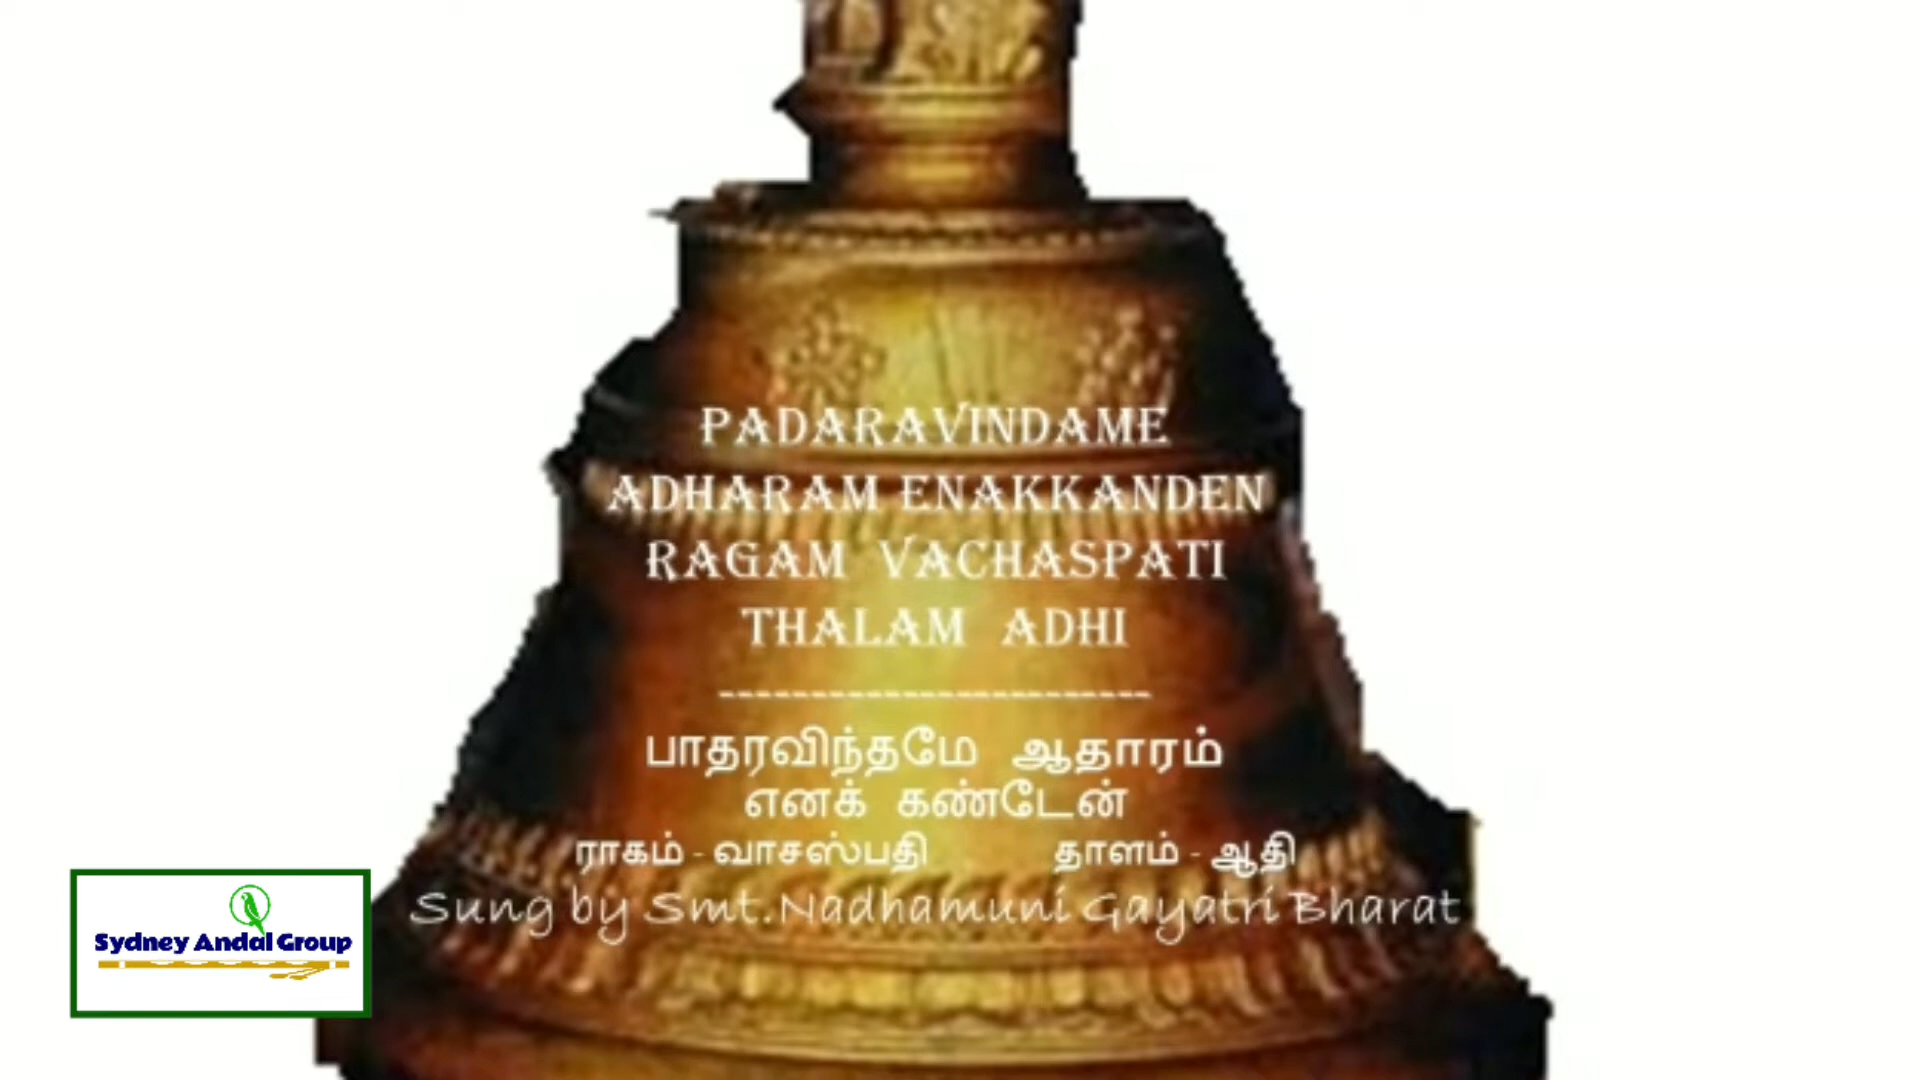 PADARAVINDAME
ADHARAM ENAKKANDEN
RAGAM VACHASPATI
THALAM ADHI
------------------------
பாதரவிந்தமே ஆதாரம்
எனக் கண்டேன்
ராகம் - வாசஸ்பதி தாளம் - ஆதி
Sung by Smt.Nadhamuni Gayatri Bharat
Sydney Andal Group